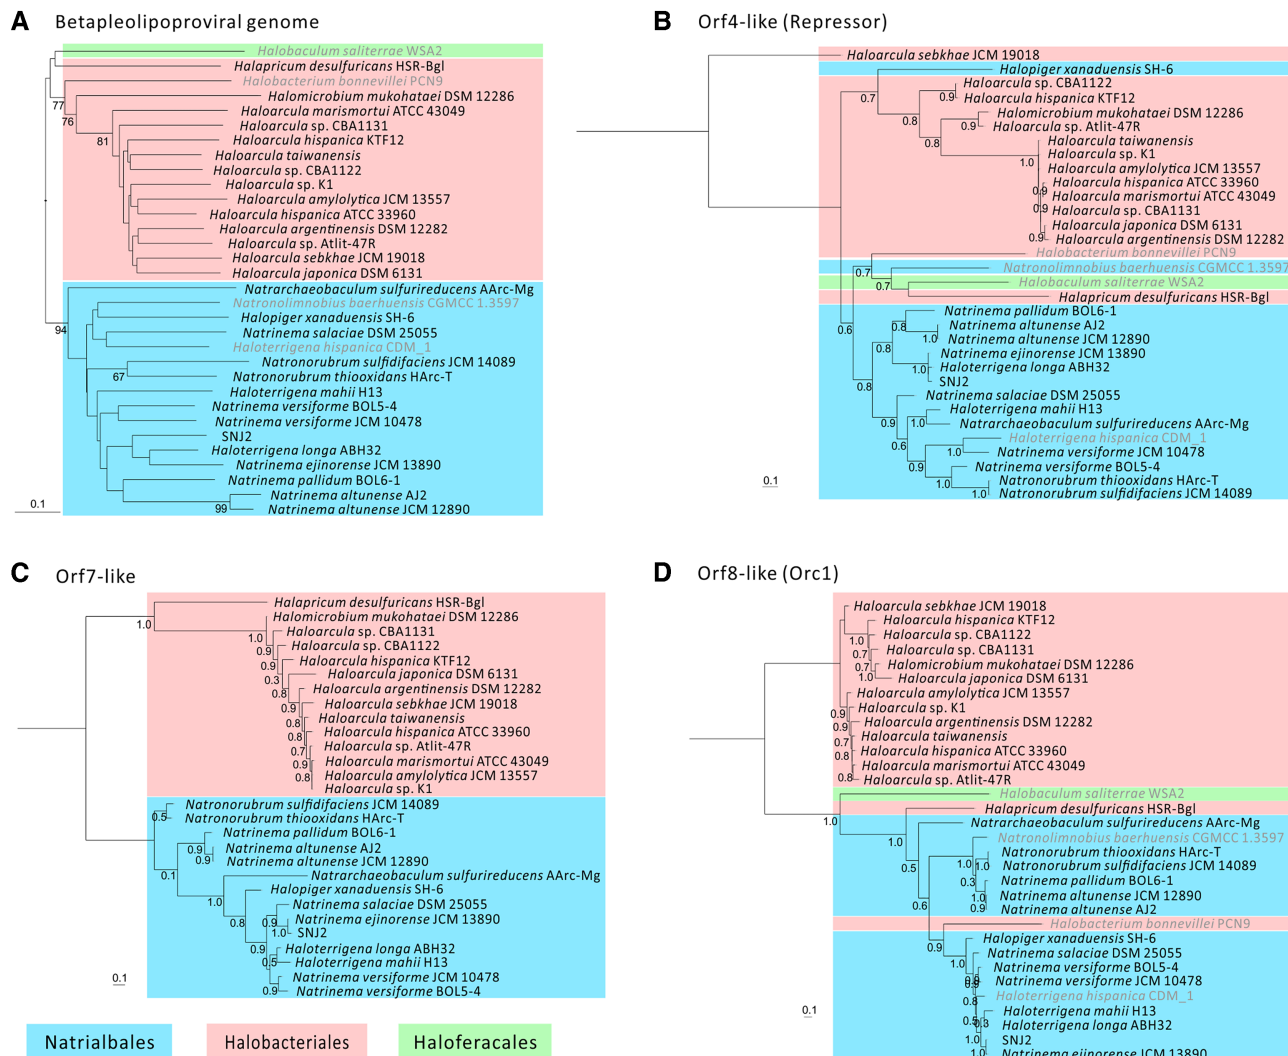 A Betapleolipoproviral genome
Halobaculum saliterrae WSA2
Halapricum desulfuricans HSR-Bgl
Halobacterium bonnevillei PCN9
77
Halomicrobium mukohataei DSM 12286
76
Haloarcula marismortui ATCC 43049
Haloarcula sp. CBA1131
81
Haloarcula hispanica KTF12
Haloarcula taiwanensis
Haloarcula sp. CBA1122
Haloarcula sp. K1
Haloarcula amylolytica JCM 13557
Haloarcula hispanica ATCC 33960
Haloarcula argentinensis DSM 12282
Haloarcula sp. Atlit-47R
Haloarcula sebkhae JCM 19018
Haloarcula japonica DSM 6131
Natrarchaeobaculum sulfurireducens AArc-Mg
Natronolimnobius baerhuensis CGMCC 1.3597
Halopiger xanaduensis SH-6
94
Natrinema salaciae DSM 25055
Haloterrigena hispanica CDM_1
Natronorubrum sulfidifaciens JCM 14089
67
Natronorubrum thiooxidans HArc-T
Haloterrigena mahii H13
Natrinema versiforme BOL5-4
Natrinema versiforme JCM 10478
SNJ2
Haloterrigena longa ABH32
Natrinema ejinorense JCM 13890
Natrinema pallidum BOL6-1
Natrinema altunense AJ2
99
Natrinema altunense JCM 12890
0.1
B Orf4-like (Repressor)
Haloarcula sebkhae JCM 19018
Halopiger xanaduensis SH-6
Haloarcula sp. CBA1122
0.7
0.9
Haloarcula hispanica KTF12
Halomicrobium mukohataei DSM 12286
0.8
0.9
Haloarcula sp. Atlit-47R
0.8
Haloarcula taiwanensis
Haloarcula sp. K1
1.0
Haloarcula amylolytica JCM 13557
Haloarcula hispanica ATCC 33960
0.9
Haloarcula marismortui ATCC 43049
0.9
Haloarcula sp. CBA1131
Haloarcula japonica DSM 6131
0.9
Haloarcula argentinensis DSM 12282
Halobacterium bonnevillei PCN9
0.7
Natronolimnobius baerhuensis CGMCC 1.3597
0.7
Halobaculum saliterrae WSA2
Halapricum desulfuricans HSR-Bgl
Natrinema pallidum BOL6-1
0.6
0.8
Natrinema altunense AJ2
1.0
Natrinema altunense JCM 12890
0.8
Natrinema ejinorense JCM 13890
1.0
Haloterrigena longa ABH32
SNJ2
0.8
Natrinema salaciae DSM 25055
Haloterrigena mahii H13
0.9
1.0
Natrarchaeobaculum sulfurireducens AArc-Mg
Haloterrigena hispanica CDM_1
0.6
1.0
Natrinema versiforme JCM 10478
0.9
Natrinema versiforme BOL5-4
1.0
Natronorubrum thiooxidans HArc-T
1.0
Natronorubrum sulfidifaciens JCM 14089
0.1
C Orf7-like
Halapricum desulfuricans HSR-Bgl
Halomicrobium mukohataei DSM 12286
1.0
Haloarcula sp. CBA1131
1.0
Haloarcula sp. CBA1122
0.9
Haloarcula hispanica KTF12
0.9
Haloarcula japonica DSM 6131
0.3
Haloarcula argentinensis DSM 12282
0.8
Haloarcula sebkhae JCM 19018
0.9
Haloarcula taiwanensis
0.8
Haloarcula hispanica ATCC 33960
0.8
Haloarcula sp. Atlit-47R
0.7
Haloarcula marismortui ATCC 43049
0.9
Haloarcula amylolytica JCM 13557
0.8
Haloarcula sp. K1
Natronorubrum sulfidifaciens JCM 14089
0.5
Natronorubrum thiooxidans HArc-T
Natrinema pallidum BOL6-1
0.9
Natrinema altunense AJ2
0.9
Natrinema altunense JCM 12890
0.1
Natrarchaeobaculum sulfurireducens AArc-Mg
Halopiger xanaduensis SH-6
1.0
Natrinema salaciae DSM 25055
0.8
0.9
Natrinema ejinorense JCM 13890
1.0
SNJ2
0.9
Haloterrigena longa ABH32
0.5
Haloterrigena mahii H13
Natrinema versiforme JCM 10478
0.9
Natrinema versiforme BOL5-4
0.1
D Orf8-like (Orc1)
Haloarcula sebkhae JCM 19018
Haloarcula hispanica KTF12
Haloarcula sp. CBA1122
1.0
Haloarcula sp. CBA1131
0.7
Halomicrobium mukohataei DSM 12286
0.7
Haloarcula japonica DSM 6131
1.0
Haloarcula amylolytica JCM 13557
Haloarcula sp. K1
0.9
Haloarcula argentinensis DSM 12282
0.9
Haloarcula taiwanensis
0.7
Haloarcula hispanica ATCC 33960
0.8
Haloarcula marismortui ATCC 43049
0.8
Haloarcula sp. Atlit-47R
Halobaculum saliterrae WSA2
Halapricum desulfuricans HSR-Bgl
1.0
Natrarchaeobaculum sulfurireducens AArc-Mg
Natronolimnobius baerhuensis CGMCC 1.3597
1.0
Natronorubrum thiooxidans HArc-T
0.5
1.0
1.0
Natronorubrum sulfidifaciens JCM 14089
0.3
Natrinema pallidum BOL6-1
1.0
Natrinema altunense JCM 12890
0.6
0.9
Natrinema altunense AJ2
Halobacterium bonnevillei PCN9
Halopiger xanaduensis SH-6
0.9
Natrinema salaciae DSM 25055
1.0
Natrinema versiforme BOL5-4
Natrinema versiforme JCM 10478
Haloterrigena hispanica CDM_1
0.8
Haloterrigena mahii H13
0.5
0.3
Haloterrigena longa ABH32
1.0
SNJ2
1.0
Natrinema ejinorense JCM 13890
0.1
Natrialbales
Halobacteriales
Haloferacales